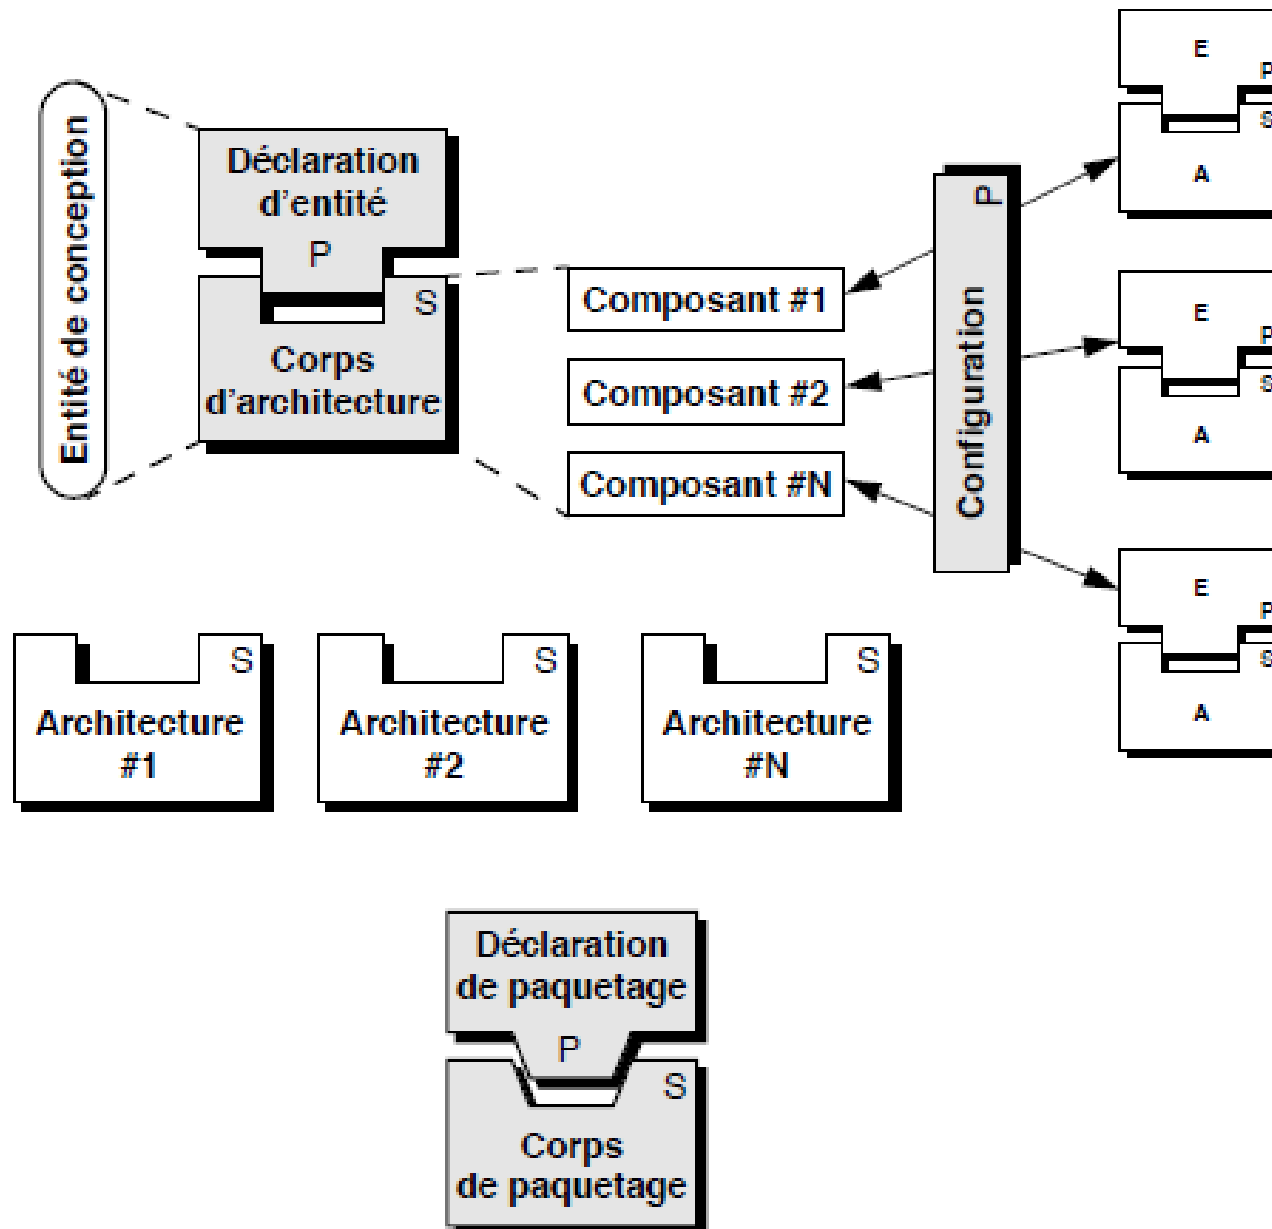 Entité de conception
Déclaration
d'entité
P
S
Corps
d'architecture
Composant #1
Composant #2
Composant #N
Configuration
P
E
P
S
A
E
P
S
A
E
P
S
A
S
Architecture
#1
S
Architecture
#2
S
Architecture
#N
Déclaration
de paquetage
P
S
Corps
de paquetage